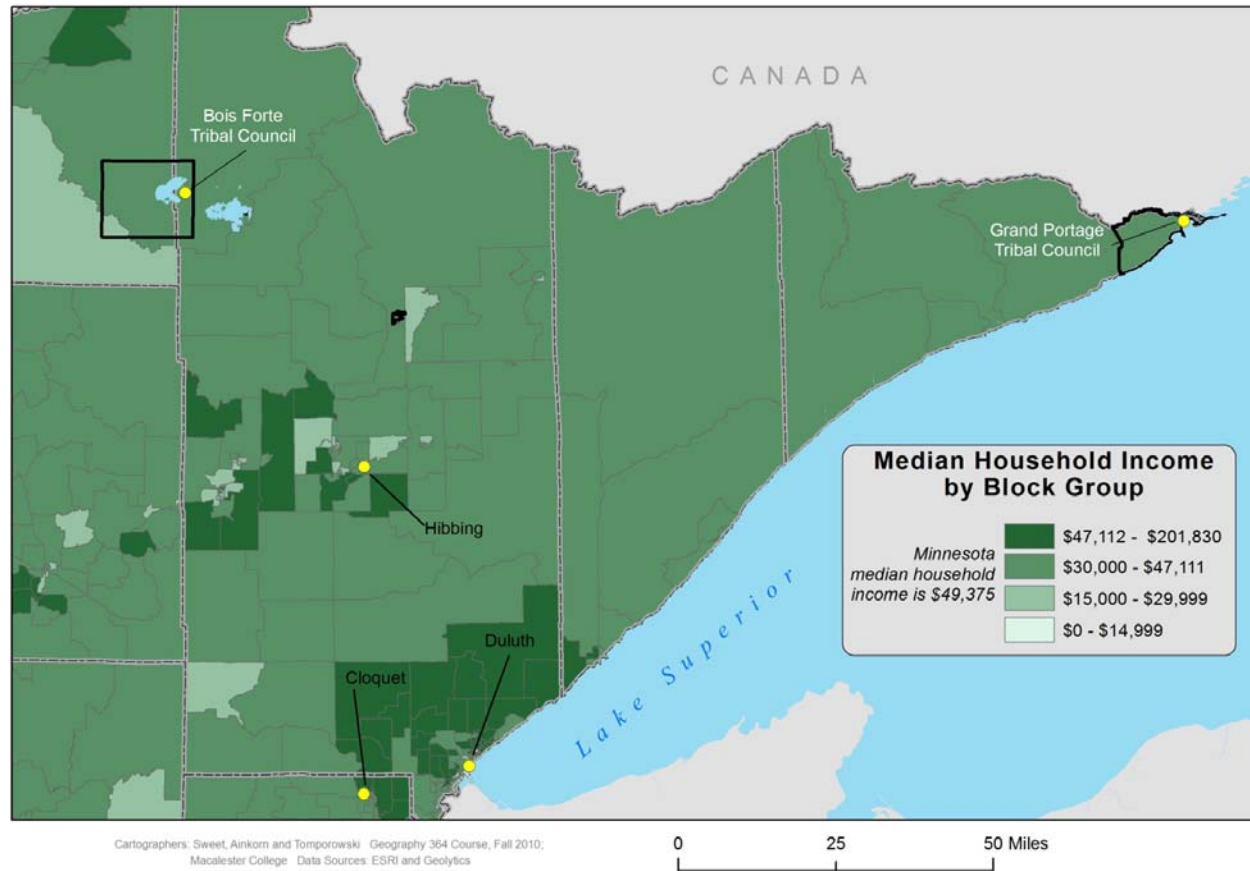 CANADA
Bois Forte
Tribal Council
Grand Portage
Tribal Council
Hibbing
Median Household Income
by Block Group
Minnesota
median household
income is $49,375
$47,112 - $201,830
$30,000 - $47,111
$15,000 - $29,999
$0 - $14,999
Lake Superior
Duluth
Cloquet
Cartographers: Sweet, Ainkorn and Tomporowski Geography 364 Course, Fall 2010;
Macalester College Data Sources: ESRI and Geolytics
0 25 50 Miles